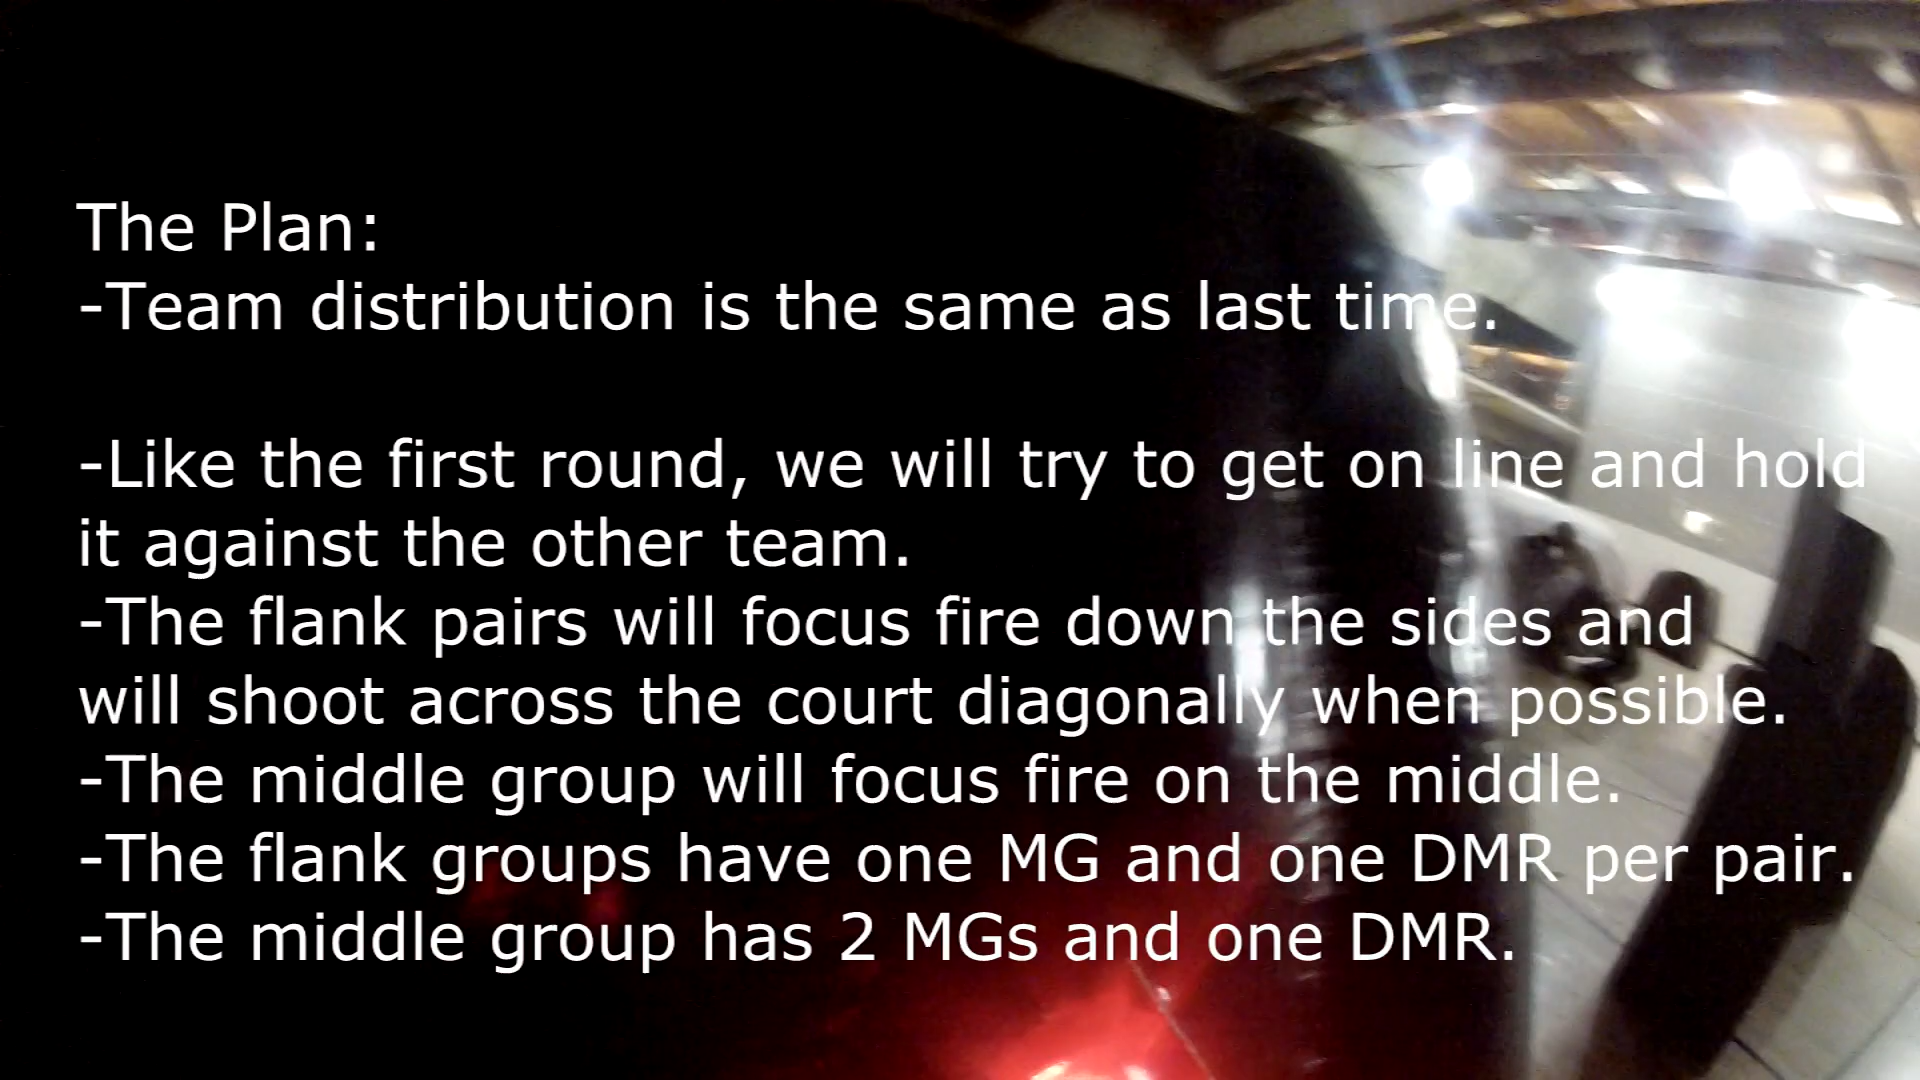 The Plan:
-Team distribution is the same as last time.
-Like the first round, we will try to get on line and hold
it against the other team.
-The flank pairs will focus fire down the sides and
will shoot across the court diagonally when possible.
-The middle group will focus fire on the middle.
-The flank groups have one MG and one DMR per pair.
-The middle group has 2 MGs and one DMR.